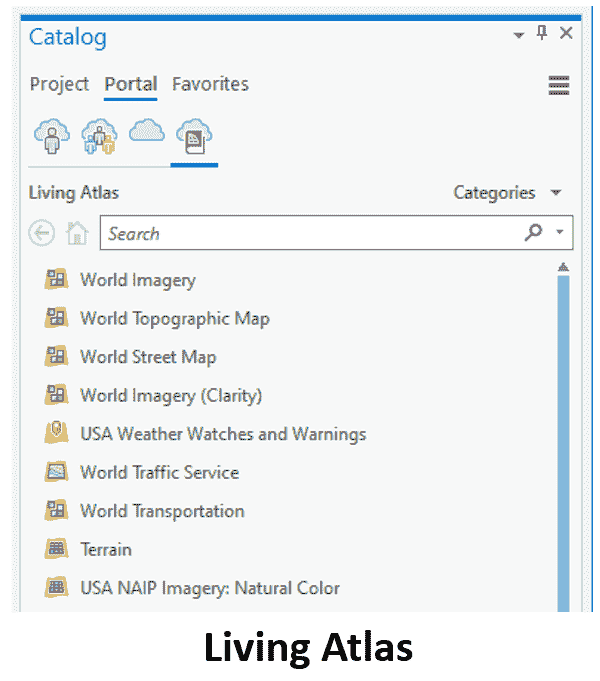 Catalog
Project Portal Favorites
Living Atlas Categories
Search
World Imagery
World Topographic Map
World Street Map
World Imagery (Clarity)
USA Weather Watches and Warnings
World Traffic Service
World Transportation
Terrain
USA NAIP Imagery: Natural Color
Living Atlas